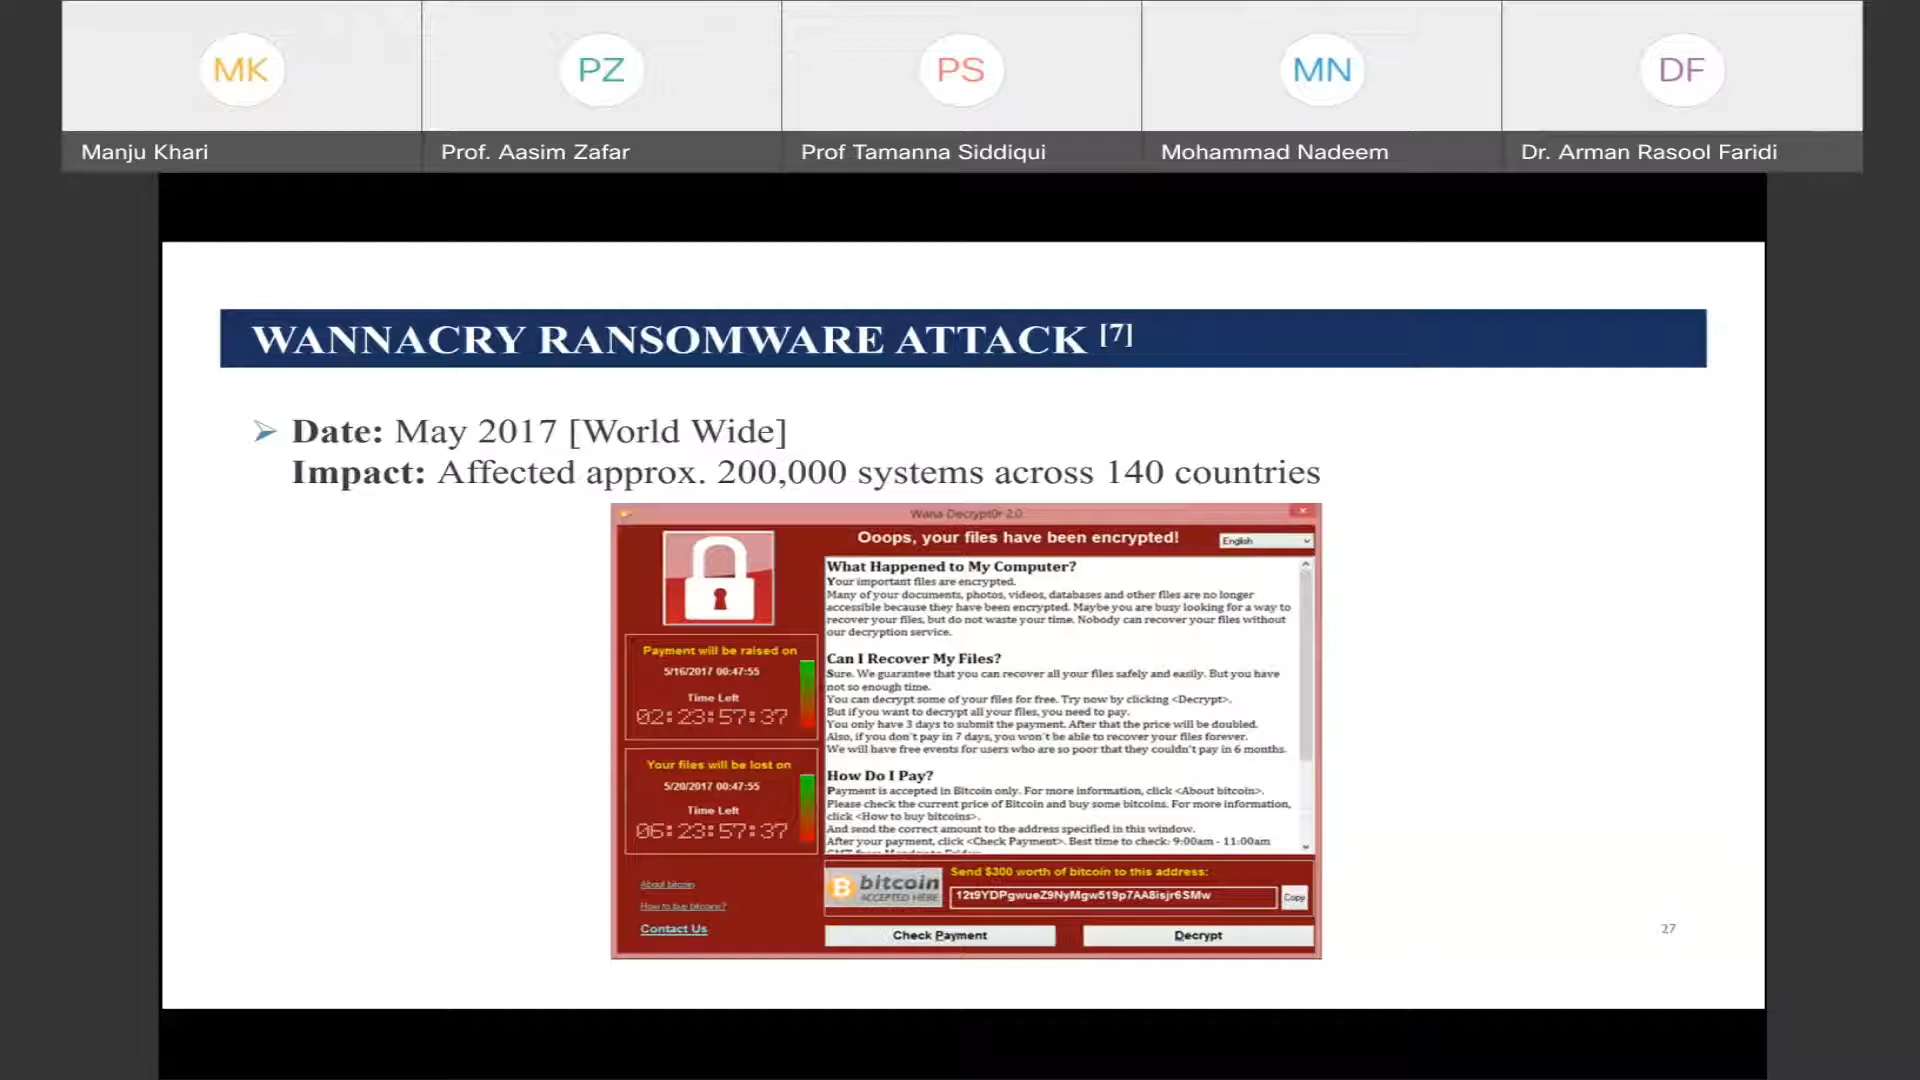 MK
PZ
PS
MN
DF
Manju Khari
Prof. Aasim Zafar
Prof Tamanna Siddiqui
Mohammad Nadeem
Dr. Arman Rasool Faridi
WANNACRY RANSOMWARE ATTACK [7]
Date: May 2017 [World Wide]
Impact: Affected approx. 200,000 systems across 140 countries
Wana Decrypt0r 2.0
Ooops, your files have been encrypted!
English
What Happened to My Computer?
Your important files are encrypted.
Many of your documents, photos, videos, databases and other files are no longer
accessible because they have been encrypted. Maybe you are busy looking for a way to
recover your files, but do not waste your time. Nobody can recover your files without
our decryption service.
Can I Recover My Files?
Sure. We guarantee that you can recover all your files safely and easily. But you have
not so enough time.
You can decrypt some of your files for free. Try now by clicking <Decrypt>.
But if you want to decrypt all your files, you need to pay.
You only have 3 days to submit the payment. After that the price will be doubled.
Also, if you don't pay in 7 days, you won't be able to recover your files forever.
We will have free events for users who are so poor that they couldn't pay in 6 months.
How Do I Pay?
Payment is accepted in Bitcoin only. For more information, click <About bitcoin>.
Please check the current price of Bitcoin and buy some bitcoins. For more information,
click <How to buy bitcoins>.
And send the correct amount to the address specified in this window.
After your payment, click <Check Payment>. Best time to check: 9:00am - 11:00am
Payment will be raised on
5/16/2017 00:47:55
Time Left
02:23:57:37
Your files will be lost on
5/20/2017 00:47:55
Time Left
06:23:57:37
About bitcoin
How to buy bitcoins?
Contact Us
bitcoin
ACCEPTED HERE
Send $300 worth of bitcoin to this address:
12t9YDPgwueZ9NyMgw519p7AA8isjr6SMw
Copy
Check Payment
Decrypt
27